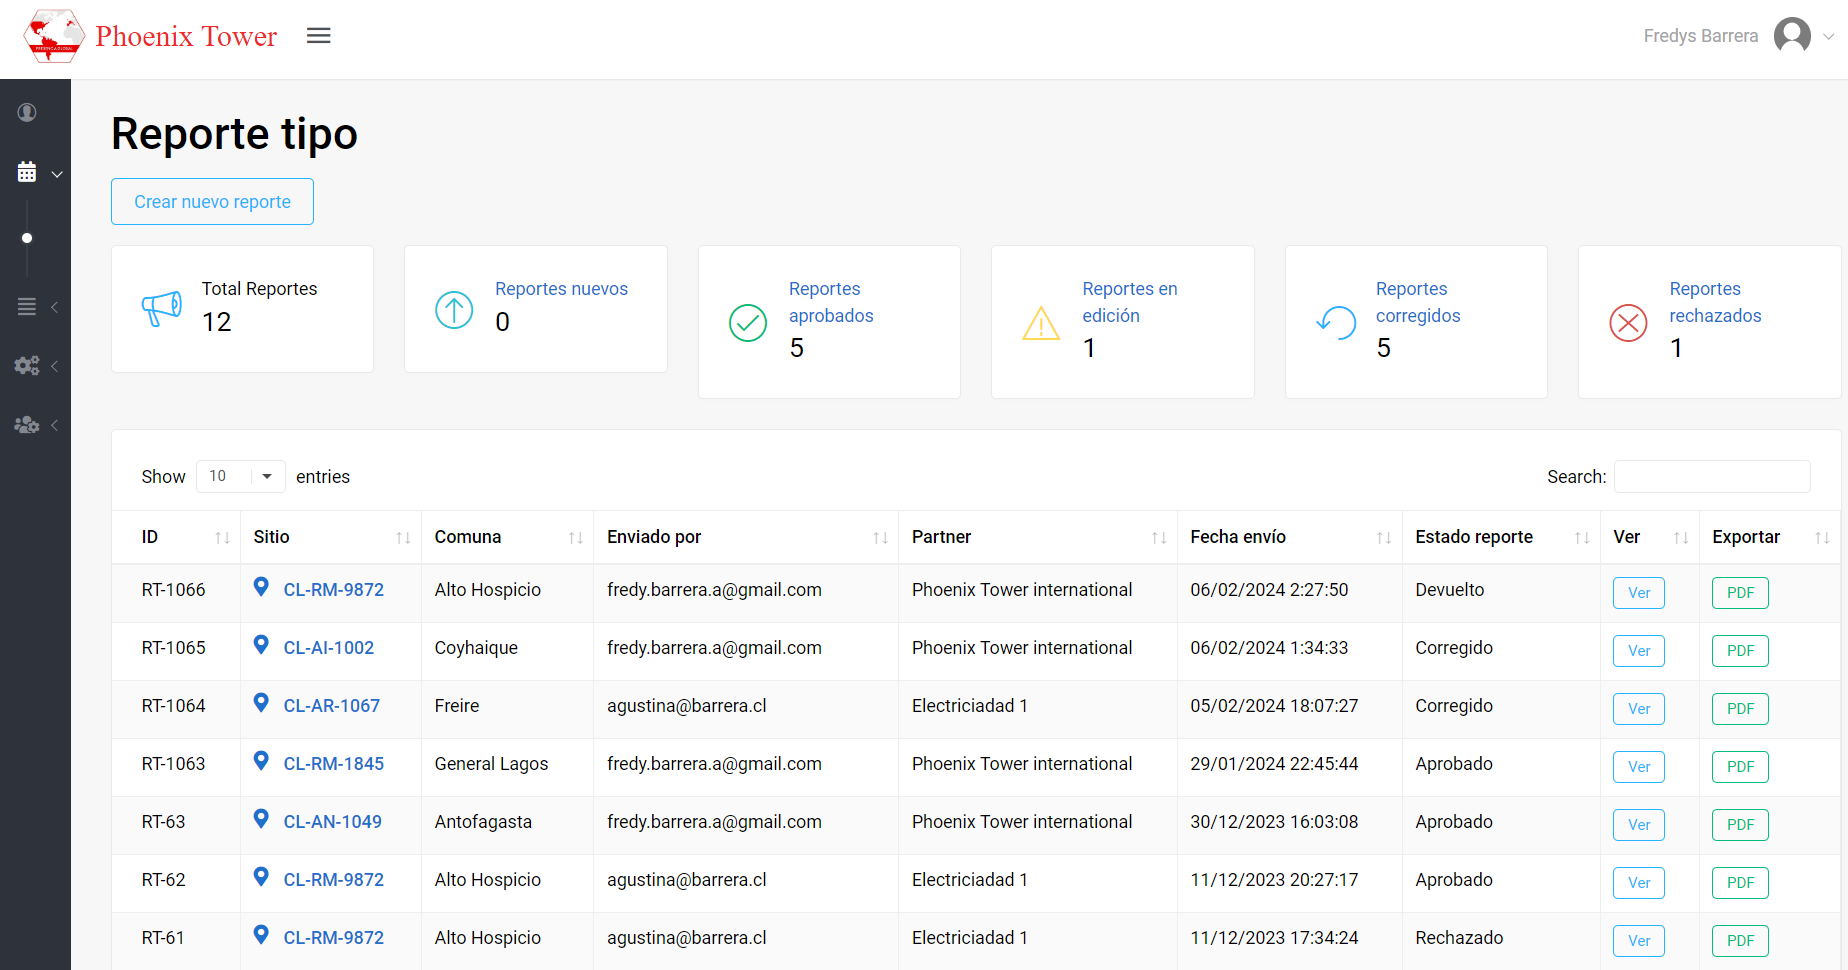 PRESENCIA GLOBAL
Phoenix Tower
Fredys Barrera
Reporte tipo
Crear nuevo reporte
Total Reportes
12
Reportes nuevos
0
Reportes
aprobados
5
Reportes en
edición
1
Reportes
corregidos
5
Reportes
rechazados
1
Show 10 entries Search:
ID Sitio Comuna Enviado por Partner Fecha envío Estado reporte Ver Exportar
RT-1066 CL-RM-9872 Alto Hospicio fredy.barrera.a@gmail.com Phoenix Tower international 06/02/2024 2:27:50 Devuelto Ver PDF
RT-1065 CL-AI-1002 Coyhaique fredy.barrera.a@gmail.com Phoenix Tower international 06/02/2024 1:34:33 Corregido Ver PDF
RT-1064 CL-AR-1067 Freire agustina@barrera.cl Electriciadad 1 05/02/2024 18:07:27 Corregido Ver PDF
RT-1063 CL-RM-1845 General Lagos fredy.barrera.a@gmail.com Phoenix Tower international 29/01/2024 22:45:44 Aprobado Ver PDF
RT-63 CL-AN-1049 Antofagasta fredy.barrera.a@gmail.com Phoenix Tower international 30/12/2023 16:03:08 Aprobado Ver PDF
RT-62 CL-RM-9872 Alto Hospicio agustina@barrera.cl Electriciadad 1 11/12/2023 20:27:17 Aprobado Ver PDF
RT-61 CL-RM-9872 Alto Hospicio agustina@barrera.cl Electriciadad 1 11/12/2023 17:34:24 Rechazado Ver PDF